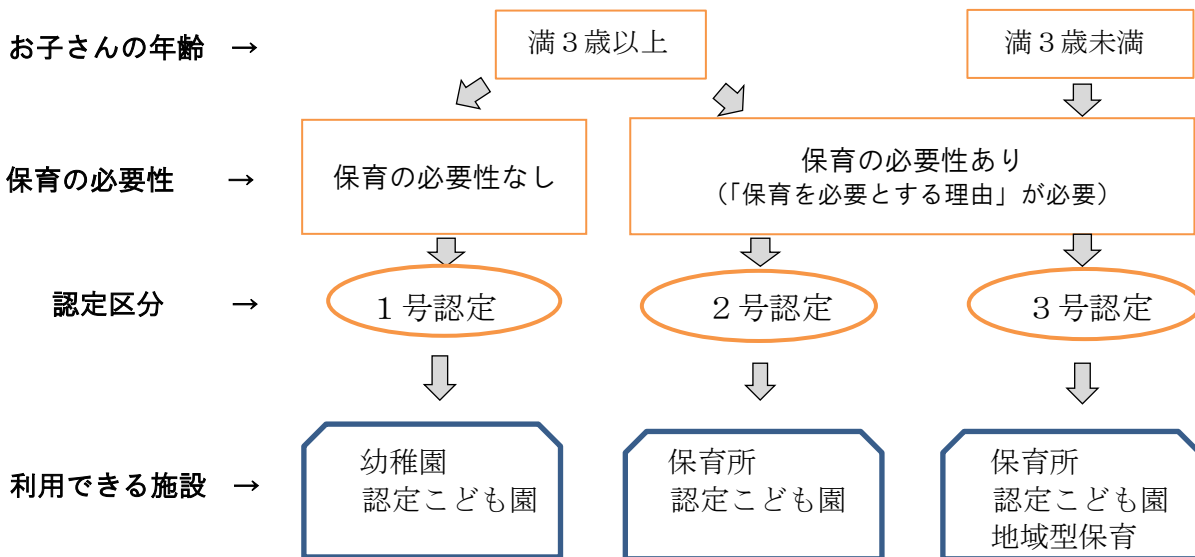 お子さんの年齢 →
満３歳以上
満３歳未満
保育の必要性 →
保育の必要性なし
保育の必要性あり
（「保育を必要とする理由」が必要）
認定区分 →
１号認定
２号認定
３号認定
利用できる施設 →
幼稚園
認定こども園
保育所
認定こども園
保育所
認定こども園
地域型保育